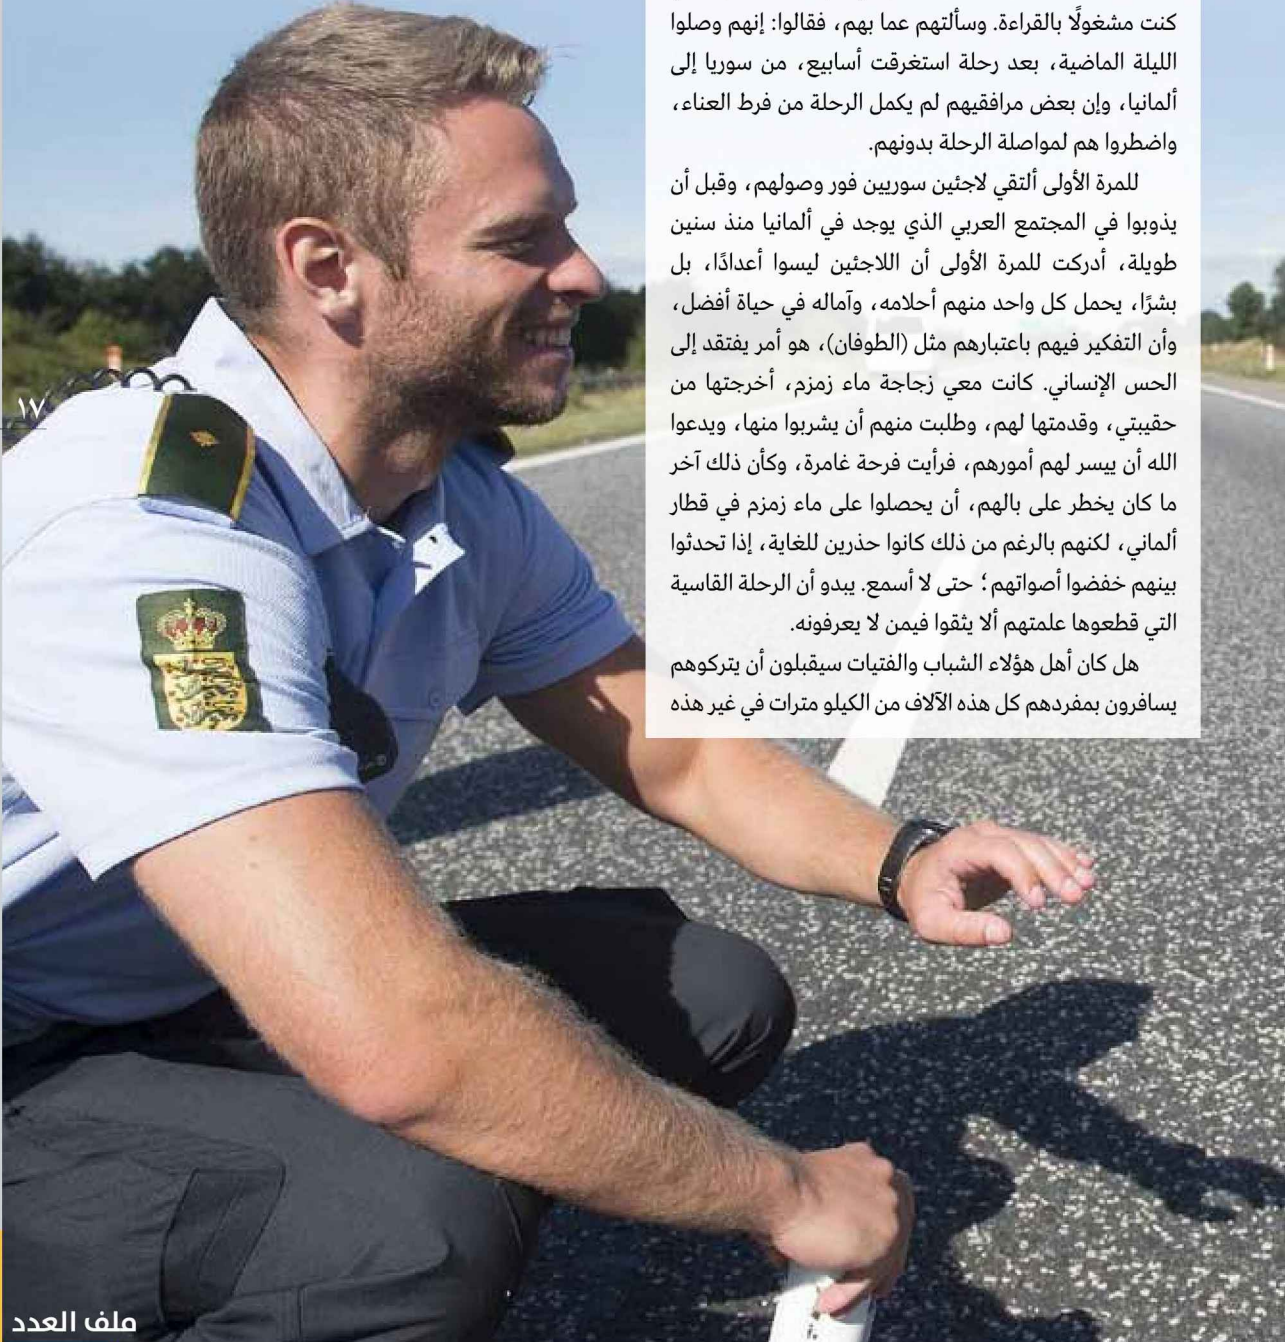 كنت مشغولًا بالقراءة. وسألتهم عما بهم، فقالوا: إنهم وصلوا
الليلة الماضية، بعد رحلة استغرقت أسابيع، من سوريا إلى
ألمانيا، وإن بعض مرافقيهم لم يكمل الرحلة من فرط العناء،
واضطروا هم لمواصلة الرحلة بدونهم.
للمرة الأولى ألتقي لاجئين سوريين فور وصولهم، وقبل أن
يذوبوا في المجتمع العربي الذي يوجد في ألمانيا منذ سنين
طويلة، أدركت للمرة الأولى أن اللاجئين ليسوا أعدادًا، بل
بشرًا، يحمل كل واحد منهم أحلامه، وآماله في حياة أفضل،
وأن التفكير فيهم باعتبارهم مثل (الطوفان)، هو أمر يفتقد إلى
الحس الإنساني. كانت معي زجاجة ماء زمزم، أخرجتها من
حقيبتي، وقدمتها لهم، وطلبت منهم أن يشربوا منها، ويدعوا
الله أن ييسر لهم أمورهم، فرأيت فرحة غامرة، وكأن ذلك آخر
ما كان يخطر على بالهم، أن يحصلوا على ماء زمزم في قطار
ألماني، لكنهم بالرغم من ذلك كانوا حذرين للغاية، إذا تحدثوا
بينهم خفضوا أصواتهم؛ حتى لا أسمع. يبدو أن الرحلة القاسية
التي قطعوها علمتهم ألا يثقوا فيمن لا يعرفونه.
هل كان أهل هؤلاء الشباب والفتيات سيقبلون أن يتركوهم
يسافرون بمفردهم كل هذه الآلاف من الكيلو مترات في غير هذه
١٧
ملف العدد